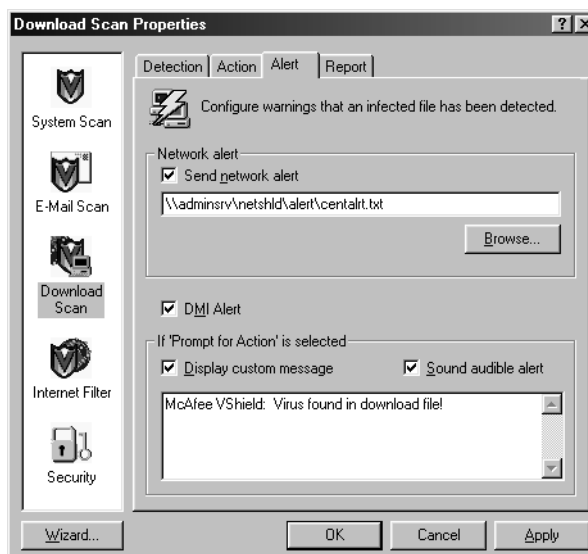 Download Scan Properties
System Scan
E-Mail Scan
Download
Scan
Internet Filter
Security
Detection
Action
Alert
Report
Configure warnings that an infected file has been detected.
Network alert
Send network alert
\\adminsrv\netshld\alert\centalrt.txt
Browse...
DMI Alert
If 'Prompt for Action' is selected
Display custom message
Sound audible alert
McAfee VShield:  Virus found in download file!
Wizard...
OK
Cancel
Apply